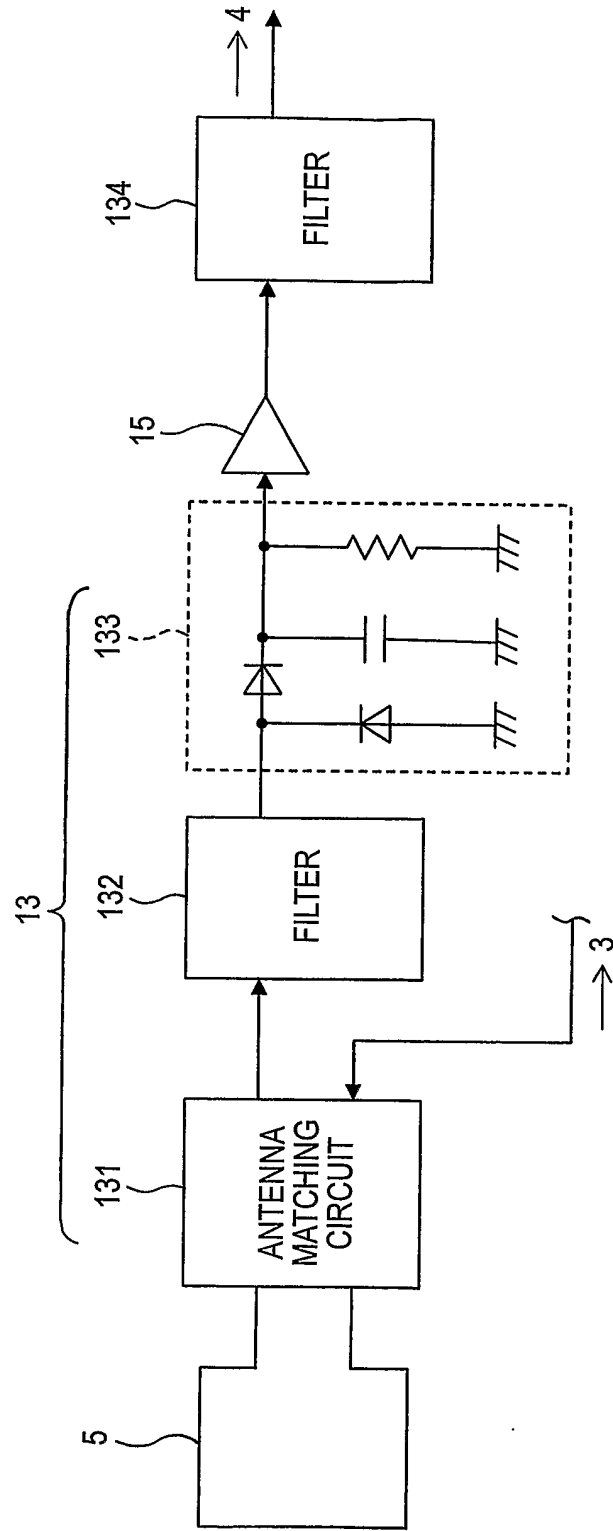 13
5
131
ANTENNA
MATCHING
CIRCUIT
→ 3
132
FILTER
133
15
134
FILTER
→ 4